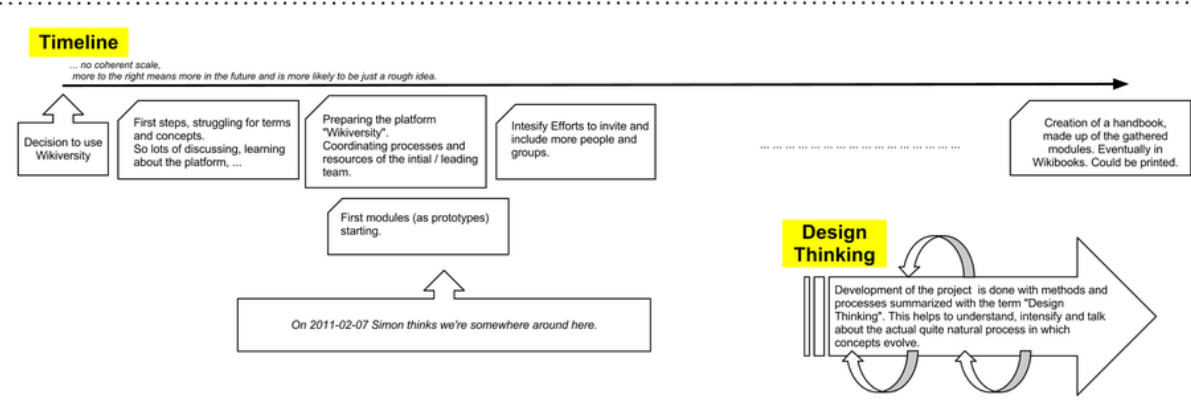 Timeline
... no coherent scale,
more to the right means more in the future and is more likely to be just a rough idea.
Decision to use
Wikiversity
First steps, struggling for terms
and concepts.
So lots of discussing, learning
about the platform, ...
Preparing the platform
"Wikiversity".
Coordinating processes and
resources of the intial / leading
team.
Intesify Efforts to invite and
include more people and
groups.
... ... ... ... ... ... ... ... ... ... ... ... ... ... ... ... ...
Creation of a handbook,
made up of the gathered
modules. Eventually in
Wikibooks. Could be printed.
First modules (as prototypes)
starting.
On 2011-02-07 Simon thinks we're somewhere around here.
Design
Thinking
Development of the project is done with methods and
processes summarized with the term "Design
Thinking". This helps to understand, intensify and talk
about the actual quite natural process in which
concepts evolve.